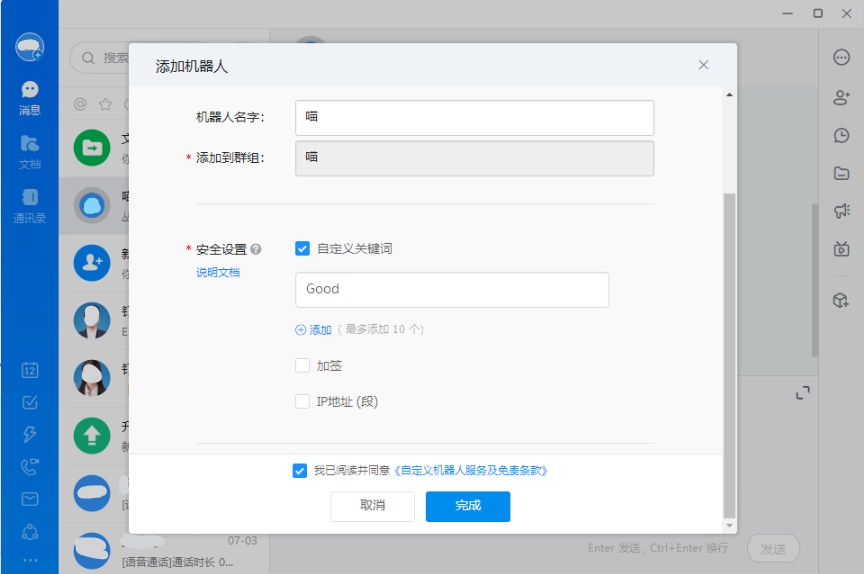 搜索
消息
文档
通讯录
12
07-03
[语音通话]通话时长 0...
添加机器人
机器人名字:
喵
* 添加到群组:
喵
* 安全设置
自定义关键词
说明文档
Good
添加 ( 最多添加 10 个)
加签
IP地址 (段)
我已阅读并同意《自定义机器人服务及免责条款》
取消
完成
Enter 发送 , Ctrl+Enter 换行
发送